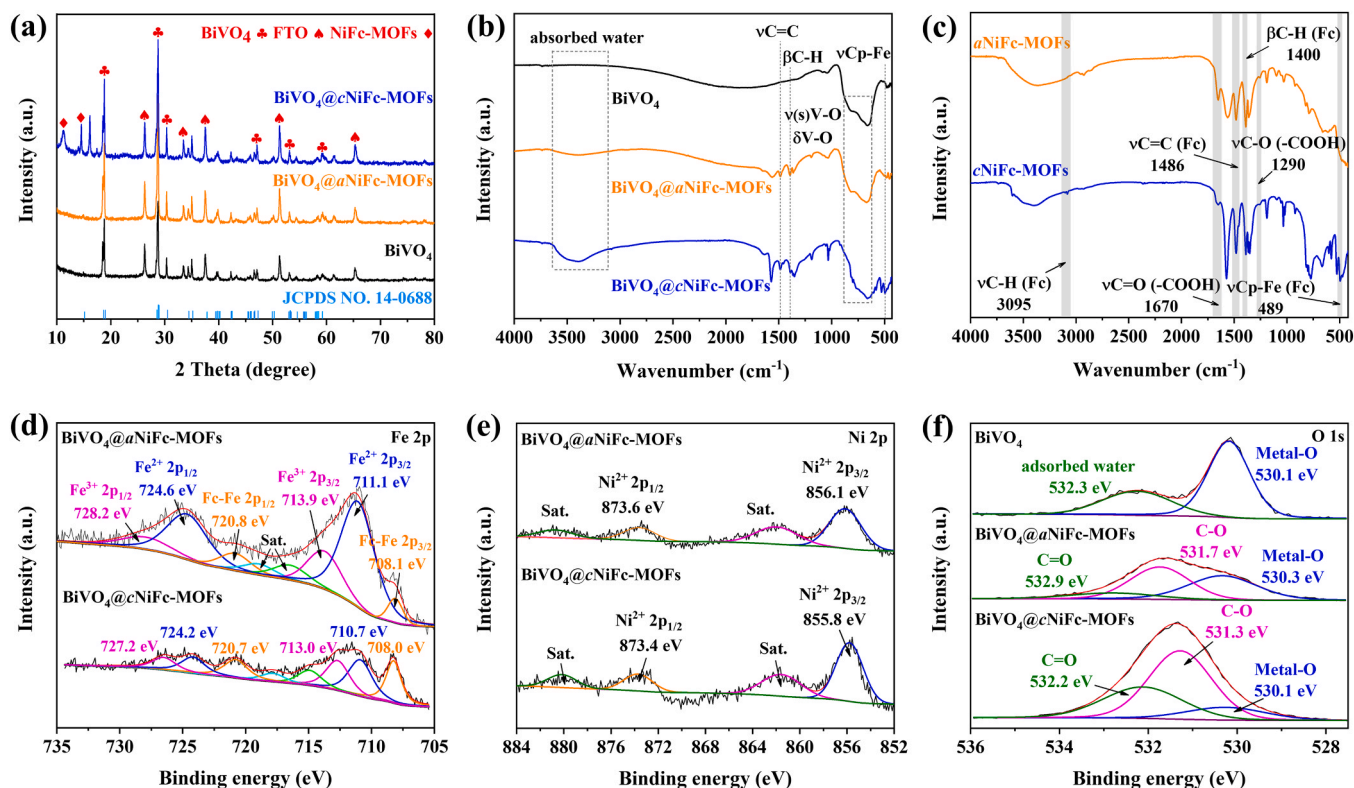 (a)
BiVO₄ ♣ FTO ♠ NiFc-MOFs ♦
BiVO₄@cNiFc-MOFs
BiVO₄@aNiFc-MOFs
BiVO₄
JCPDS NO. 14-0688
Intensity (a.u.)
10 20 30 40 50 60 70 80
2 Theta (degree)
(b)
νC=C
absorbed water
βC-H
νCp-Fe
BiVO₄
ν(s)V-O
δV-O
BiVO₄@aNiFc-MOFs
BiVO₄@cNiFc-MOFs
Intensity (a.u.)
4000 3500 3000 2500 2000 1500 1000 500
Wavenumber (cm⁻¹)
(c)
aNiFc-MOFs
βC-H (Fc)
1400
νC=C (Fc)
1486
νC-O (-COOH)
1290
cNiFc-MOFs
νC-H (Fc)
3095
νC=O (-COOH)
1670
νCp-Fe (Fc)
489
Intensity (a.u.)
4000 3500 3000 2500 2000 1500 1000 500
Wavenumber (cm⁻¹)
(d)
BiVO₄@aNiFc-MOFs
Fe 2p
Fe³⁺ 2p₁/₂
728.2 eV
Fe²⁺ 2p₁/₂
724.6 eV
Fc-Fe 2p₁/₂
720.8 eV
Sat.
Fe³⁺ 2p₃/₂
713.9 eV
Fe²⁺ 2p₃/₂
711.1 eV
Fc-Fe 2p₃/₂
708.1 eV
BiVO₄@cNiFc-MOFs
727.2 eV
724.2 eV
720.7 eV
713.0 eV
710.7 eV
708.0 eV
Intensity (a.u.)
735 730 725 720 715 710 705
Binding energy (eV)
(e)
BiVO₄@aNiFc-MOFs
Ni 2p
Sat.
Ni²⁺ 2p₁/₂
873.6 eV
Sat.
Ni²⁺ 2p₃/₂
856.1 eV
BiVO₄@cNiFc-MOFs
Sat.
Ni²⁺ 2p₁/₂
873.4 eV
Sat.
Ni²⁺ 2p₃/₂
855.8 eV
Intensity (a.u.)
884 880 876 872 868 864 860 856 852
Binding energy (eV)
(f)
BiVO₄
O 1s
adsorbed water
532.3 eV
Metal-O
530.1 eV
BiVO₄@aNiFc-MOFs
C=O
532.9 eV
C-O
531.7 eV
Metal-O
530.3 eV
BiVO₄@cNiFc-MOFs
C=O
532.2 eV
C-O
531.3 eV
Metal-O
530.1 eV
Intensity (a.u.)
536 534 532 530 528
Binding energy (eV)